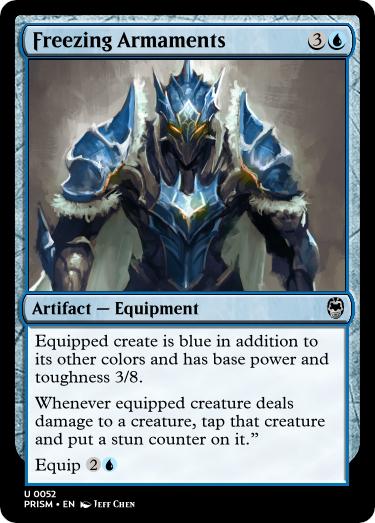 Freezing Armaments 3
Artifact — Equipment
Equipped create is blue in addition to
its other colors and has base power and
toughness 3/8.
Whenever equipped creature deals
damage to a creature, tap that creature
and put a stun counter on it.”
Equip 2
U 0052
PRISM • EN Jeff Chen